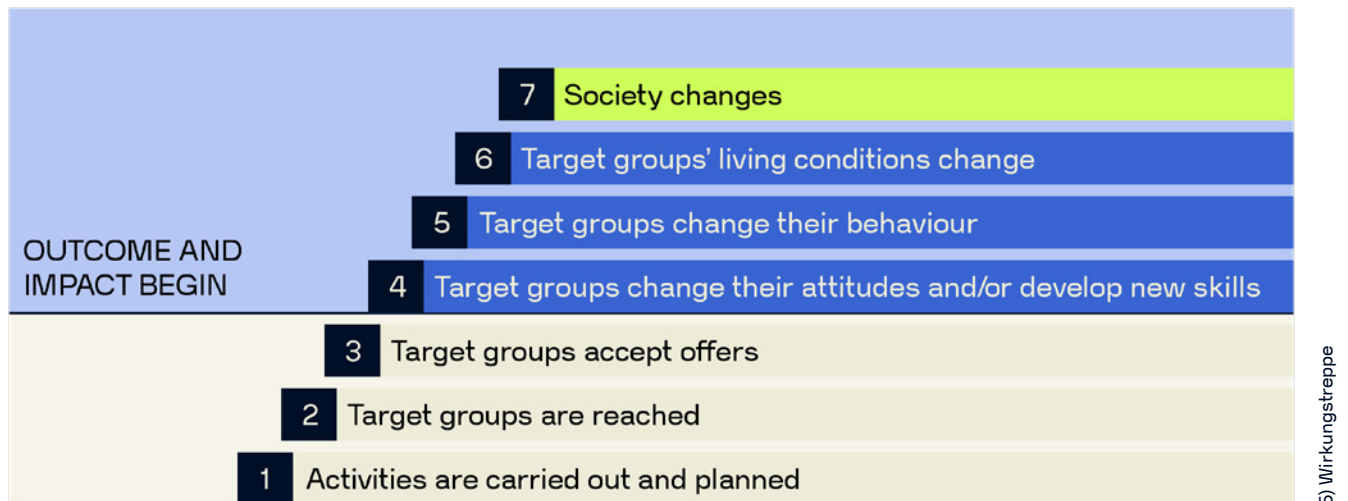 7 Society changes
6 Target groups’ living conditions change
5 Target groups change their behaviour
OUTCOME AND
IMPACT BEGIN
4 Target groups change their attitudes and/or develop new skills
3 Target groups accept offers
2 Target groups are reached
1 Activities are carried out and planned
) Wirkungstreppe